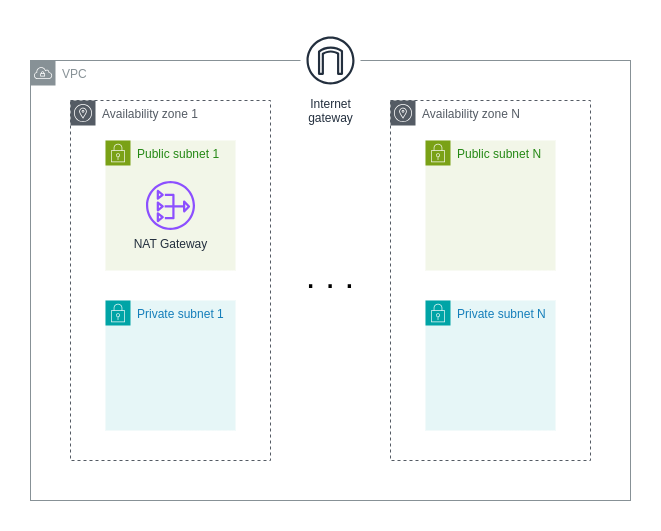 VPC
Internet
gateway
Availability zone 1
Availability zone N
Public subnet 1
Public subnet N
NAT Gateway
. . .
Private subnet 1
Private subnet N